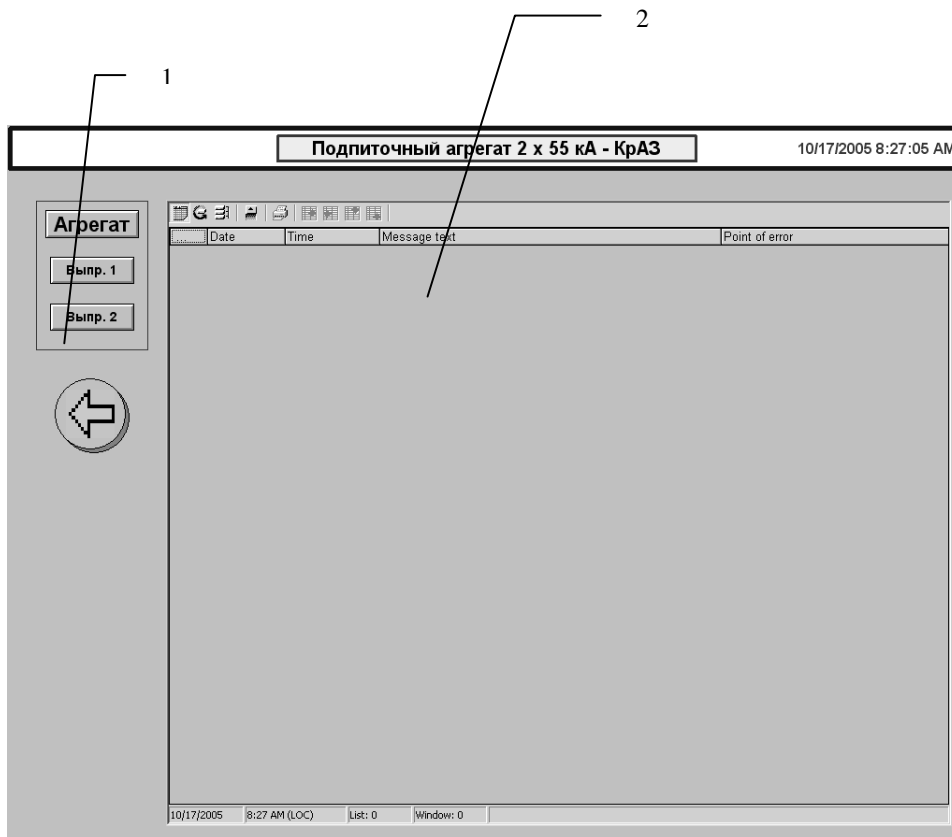 2
1
Подпиточный агрегат 2 x 55 кА - КрАЗ
10/17/2005 8:27:05 AM
Агрегат
Выпр. 1
Выпр. 2
Date Time Message text Point of error
10/17/2005 8:27 AM (LOC) List: 0 Window: 0